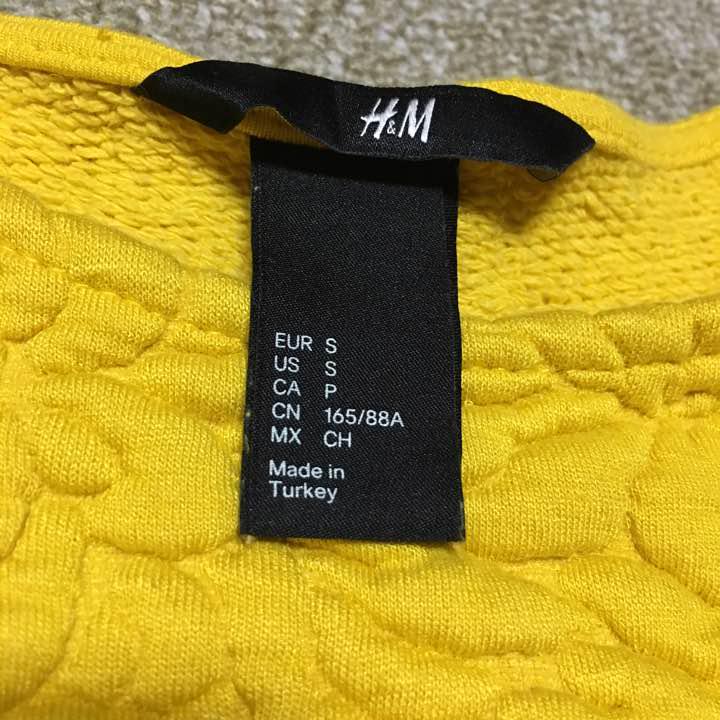 H&M
EUR S
US S
CA P
CN 165/88A
MX CH
Made in
Turkey